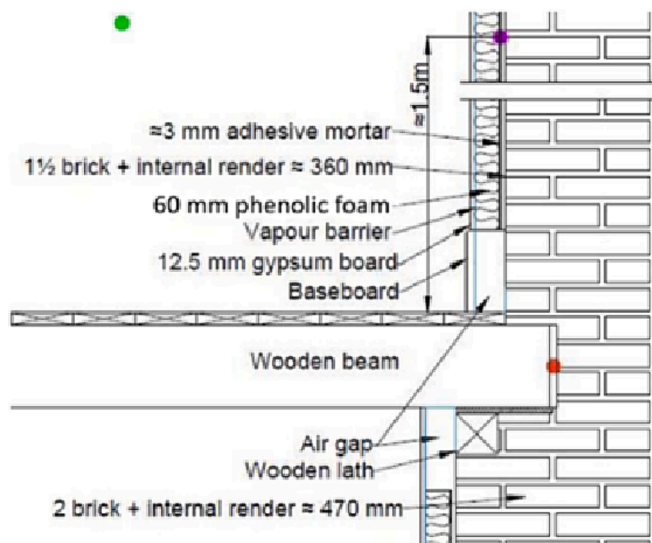 ≈1.5m
≈3 mm adhesive mortar
1½ brick + internal render ≈ 360 mm
60 mm phenolic foam
Vapour barrier
12.5 mm gypsum board
Baseboard
Wooden beam
Air gap
Wooden lath
2 brick + internal render ≈ 470 mm